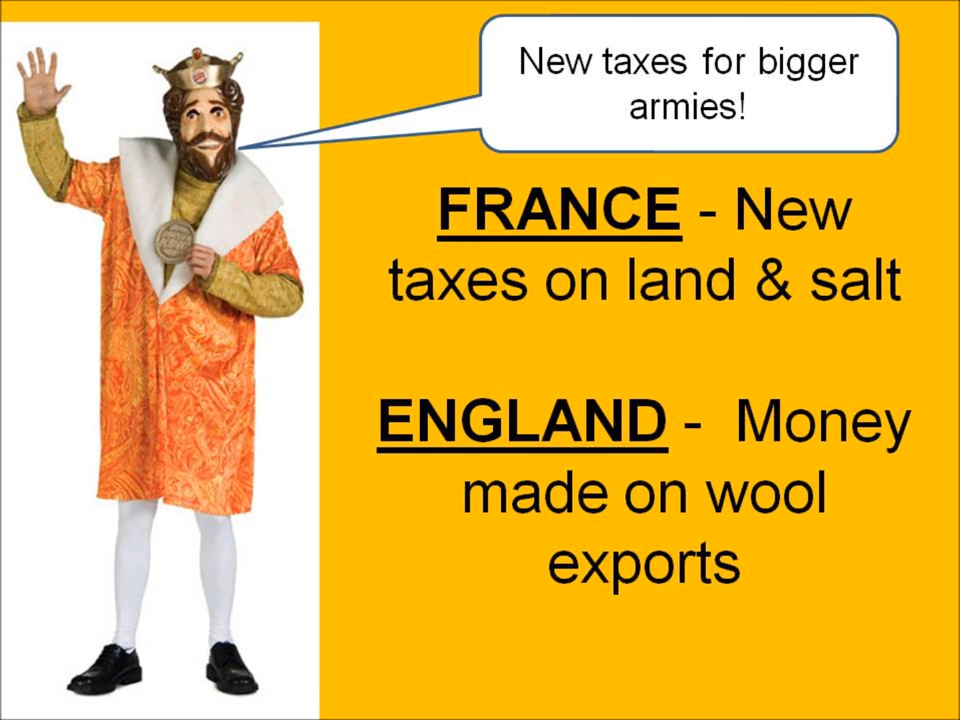 New taxes for bigger
armies!
FRANCE - New
taxes on land & salt
ENGLAND -  Money
made on wool
exports